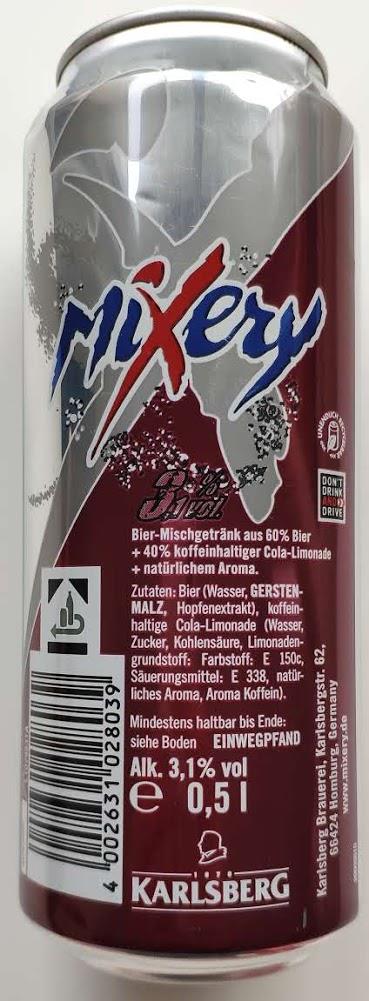 Mixery
UNENDLICH RECYCELBAR
3,1 % vol.
DON'T
DRINK
AND
DRIVE
Bier-Mischgetränk aus 60% Bier
+ 40% koffeinhaltiger Cola-Limonade
+ natürlichem Aroma.
Zutaten: Bier (Wasser, GERSTEN-
MALZ, Hopfenextrakt), koffein-
haltige Cola-Limonade (Wasser,
Zucker, Kohlensäure, Limonaden-
grundstoff: Farbstoff: E 150c,
Säuerungsmittel: E 338, natür-
liches Aroma, Aroma Koffein).
Mindestens haltbar bis Ende:
siehe Boden EINWEGPFAND
Alk. 3,1% vol
e 0,5 l
1878
KARLSBERG
4 002631 028039
Karlsberg Brauerei, Karlsbergstr. 62,
66424 Homburg, Germany
www.mixery.de